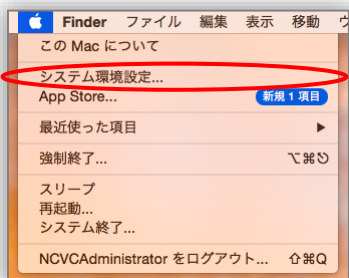 Finder ファイル 編集 表示 移動
この Mac について
システム環境設定...
App Store... 新規 1 項目
最近使った項目
強制終了... ⌥⌘⎋
スリープ
再起動...
システム終了...
NCVCAdministrator をログアウト... ⇧⌘Q